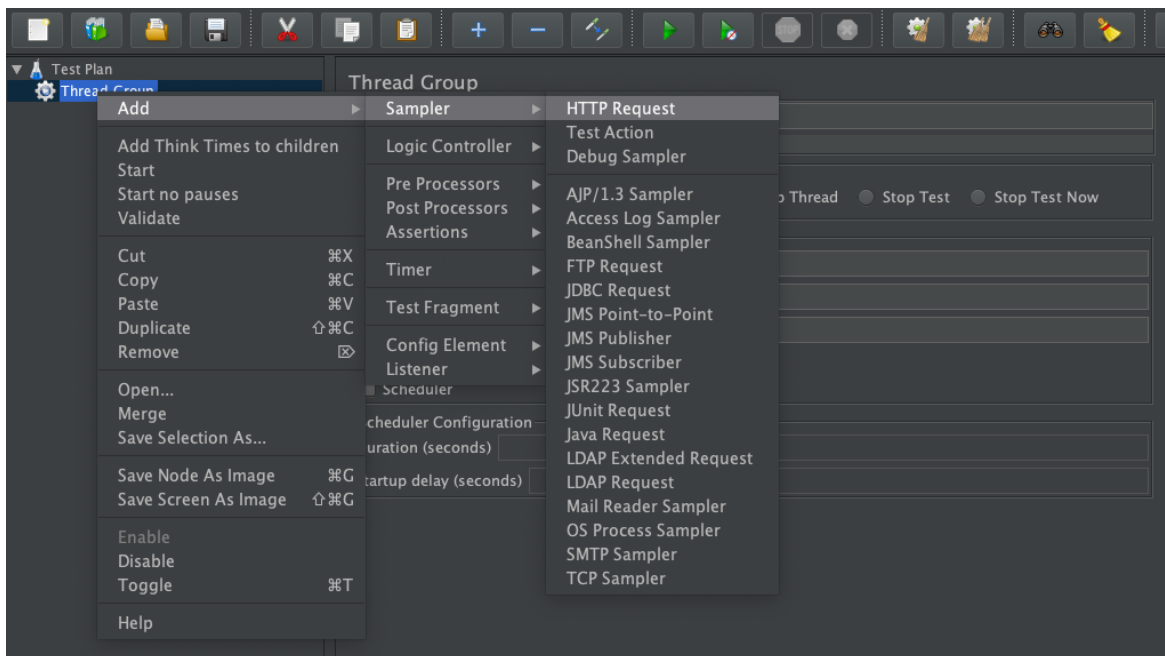 STOP
Test Plan
Thread Group
Thread Group
Add
Add Think Times to children
Start
Start no pauses
Validate
Cut ⌘X
Copy ⌘C
Paste ⌘V
Duplicate ⇧⌘C
Remove ⌦
Open...
Merge
Save Selection As...
Save Node As Image ⌘G
Save Screen As Image ⇧⌘G
Enable
Disable
Toggle ⌘T
Help
Sampler
Logic Controller
Pre Processors
Post Processors
Assertions
Timer
Test Fragment
Config Element
Listener
HTTP Request
Test Action
Debug Sampler
AJP/1.3 Sampler
Access Log Sampler
BeanShell Sampler
FTP Request
JDBC Request
JMS Point-to-Point
JMS Publisher
JMS Subscriber
JSR223 Sampler
JUnit Request
Java Request
LDAP Extended Request
LDAP Request
Mail Reader Sampler
OS Process Sampler
SMTP Sampler
TCP Sampler
Thread Stop Test Stop Test Now
Scheduler
cheduler Configuration
uration (seconds)
tartup delay (seconds)